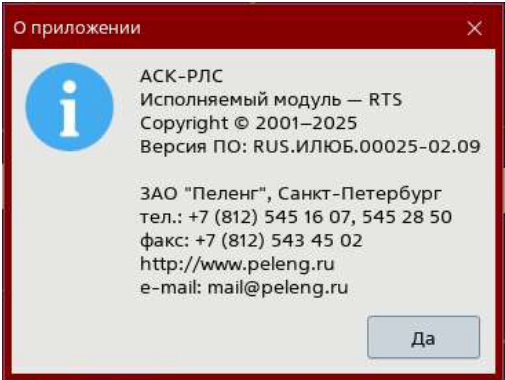 О приложении
АСК-РЛС
Исполняемый модуль — RTS
Copyright © 2001–2025
Версия ПО: RUS.ИЛЮБ.00025-02.09
ЗАО "Пеленг", Санкт-Петербург
тел.: +7 (812) 545 16 07, 545 28 50
факс: +7 (812) 543 45 02
http://www.peleng.ru
e-mail: mail@peleng.ru
Да